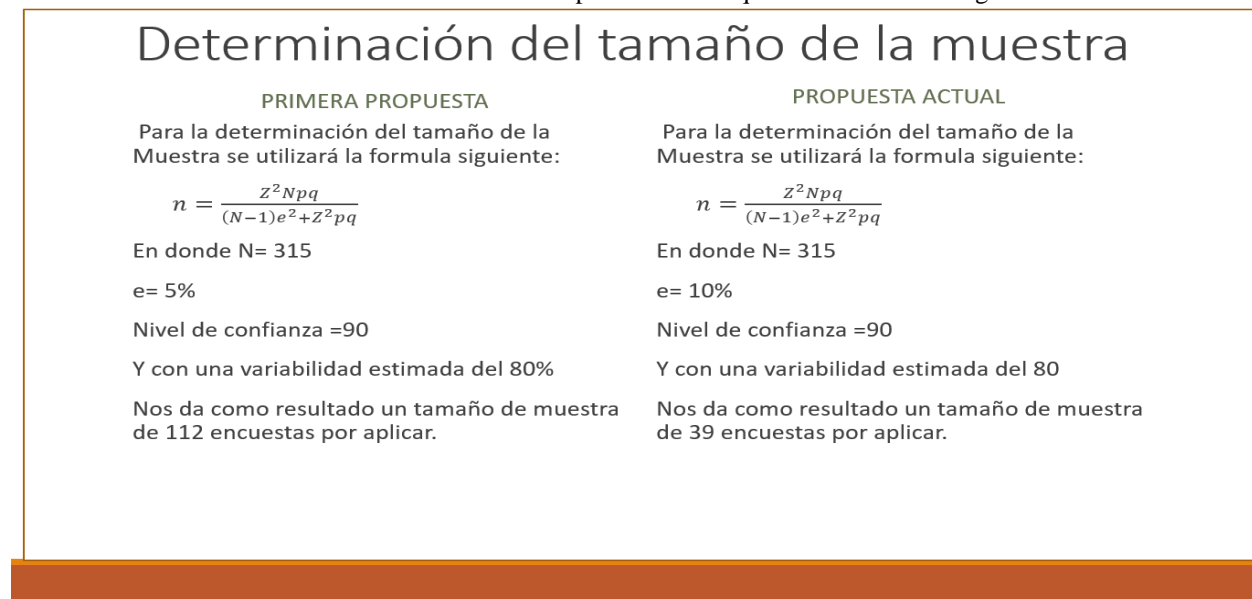 Determinación del tamaño de la muestra
PRIMERA PROPUESTA
Para la determinación del tamaño de la
Muestra se utilizará la formula siguiente:
n = Z²Npq / (N−1)e²+Z²pq
En donde N= 315
e= 5%
Nivel de confianza =90
Y con una variabilidad estimada del 80%
Nos da como resultado un tamaño de muestra
de 112 encuestas por aplicar.
PROPUESTA ACTUAL
Para la determinación del tamaño de la
Muestra se utilizará la formula siguiente:
n = Z²Npq / (N−1)e²+Z²pq
En donde N= 315
e= 10%
Nivel de confianza =90
Y con una variabilidad estimada del 80
Nos da como resultado un tamaño de muestra
de 39 encuestas por aplicar.